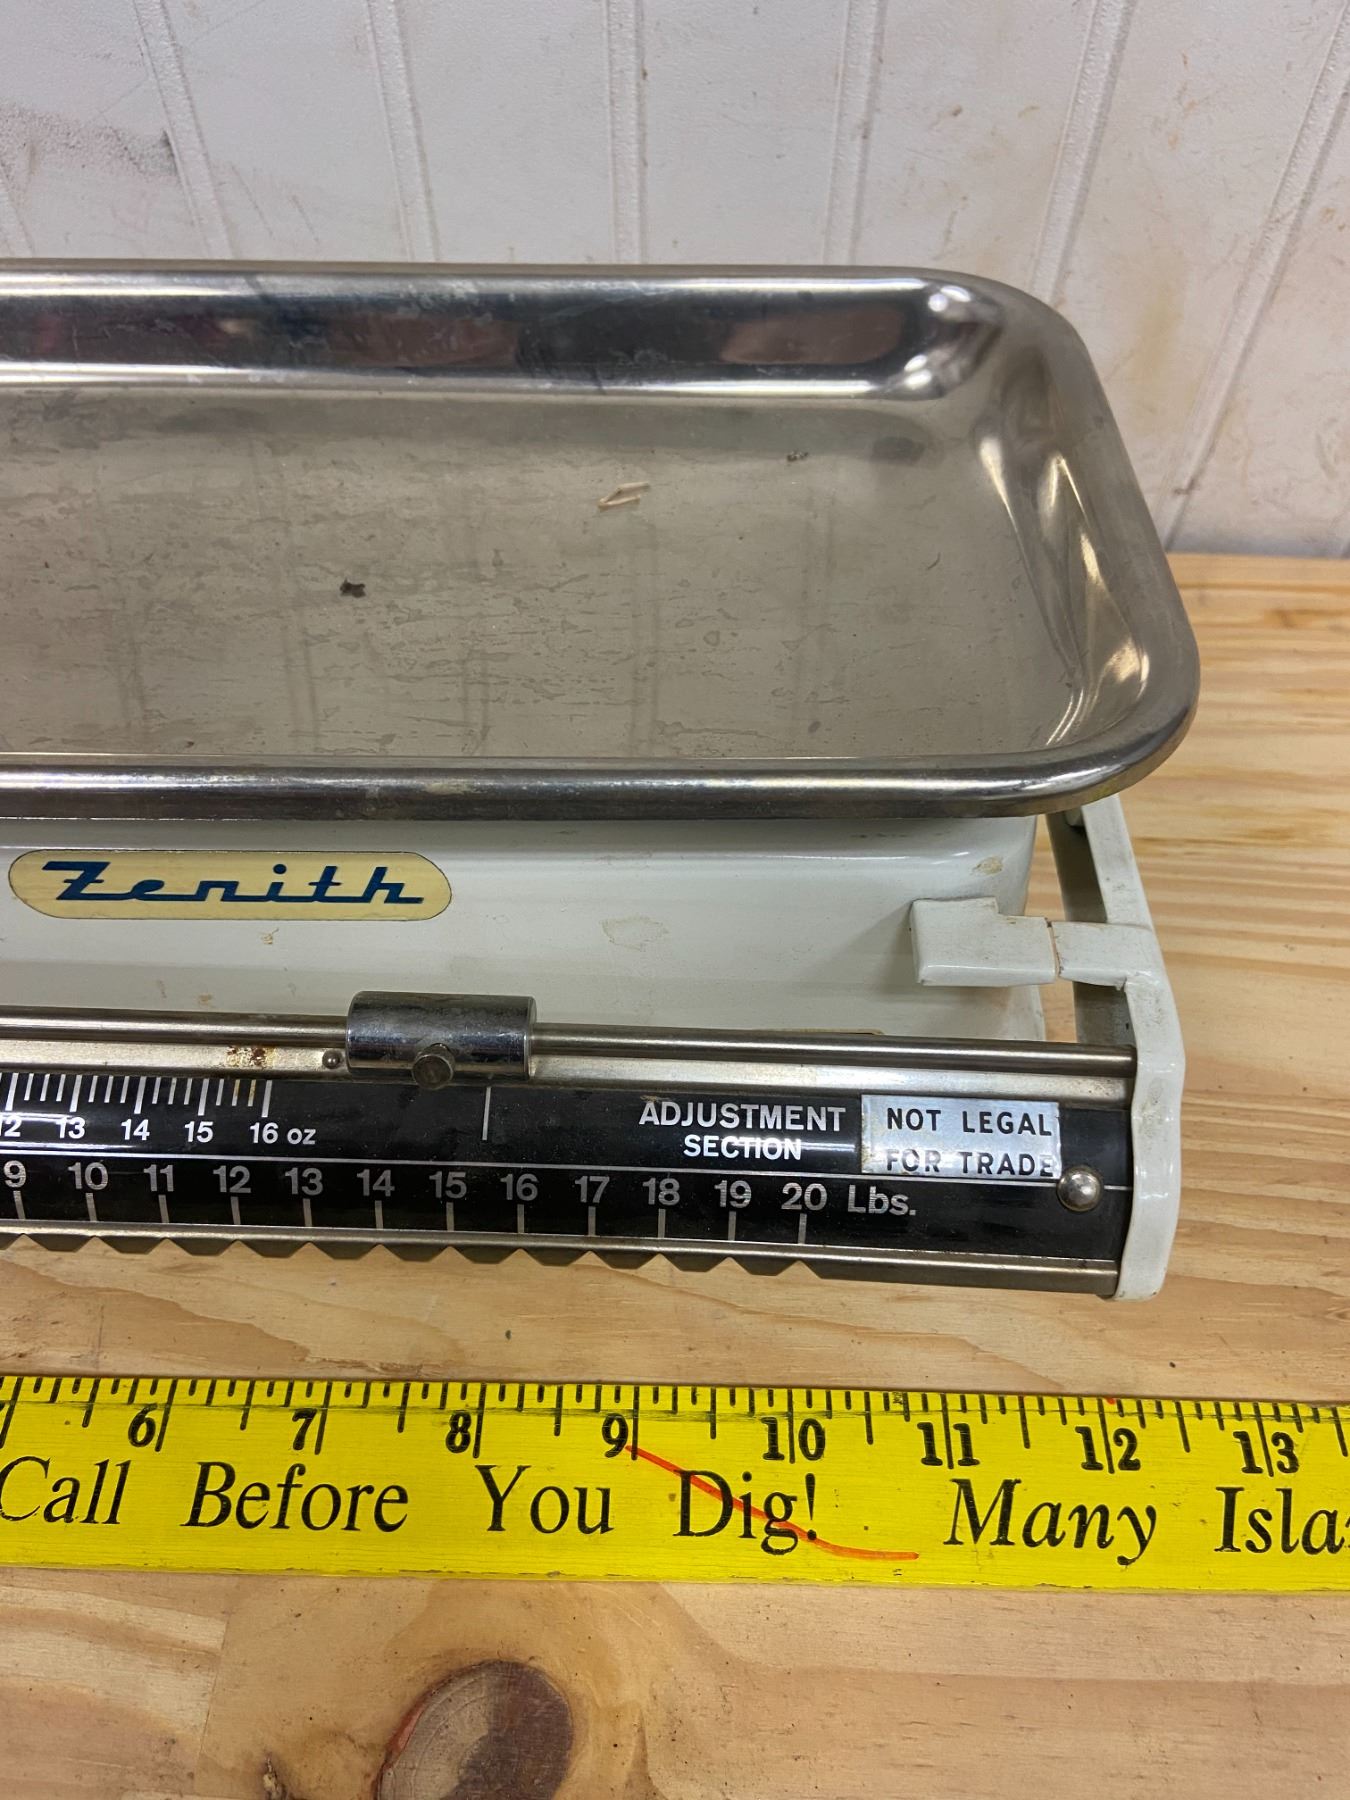 Zenith
13 14 15 16 oz
ADJUSTMENT
SECTION
NOT LEGAL
FOR TRADE
9 10 11 12 13 14 15 16 17 18 19 20 Lbs.
6 7 8 9 10 11 12 13
Call Before You Dig! Many